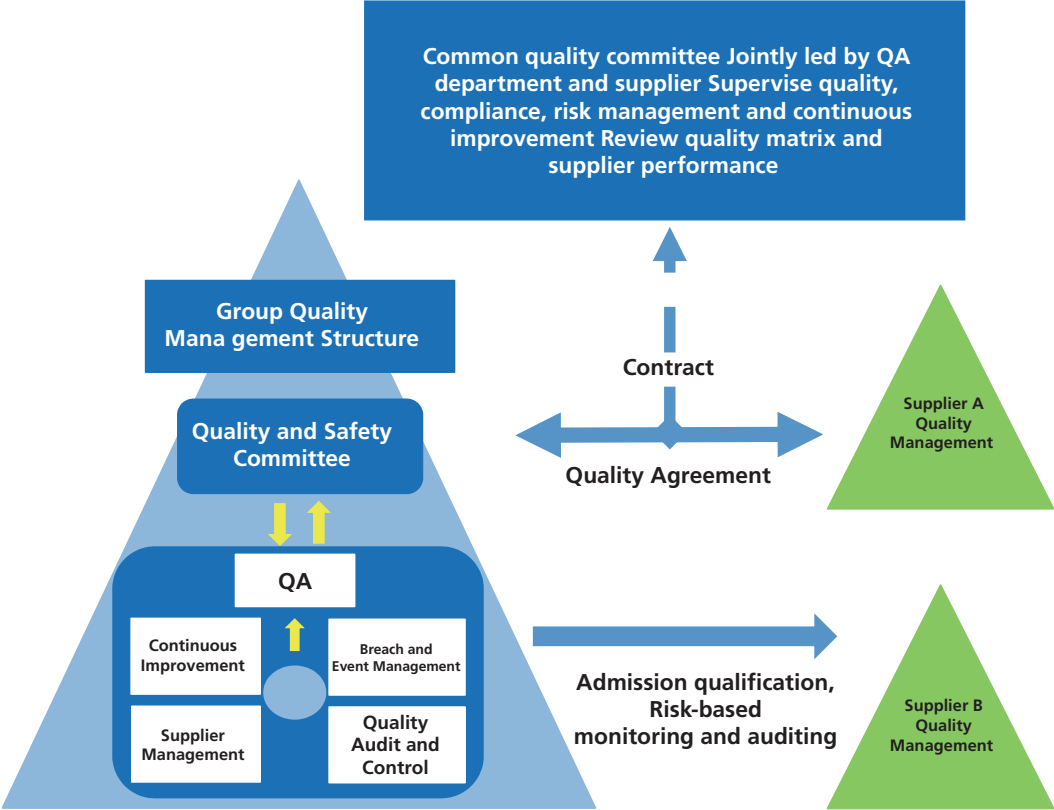 Common quality committee Jointly led by QA
department and supplier Supervise quality,
compliance, risk management and continuous
improvement Review quality matrix and
supplier performance
Group Quality
Mana gement Structure
Contract
Quality and Safety
Committee
Quality Agreement
Supplier A
Quality
Management
QA
Continuous
Improvement
Breach and
Event Management
Supplier
Management
Quality
Audit and
Control
Admission qualification,
Risk-based
monitoring and auditing
Supplier B
Quality
Management